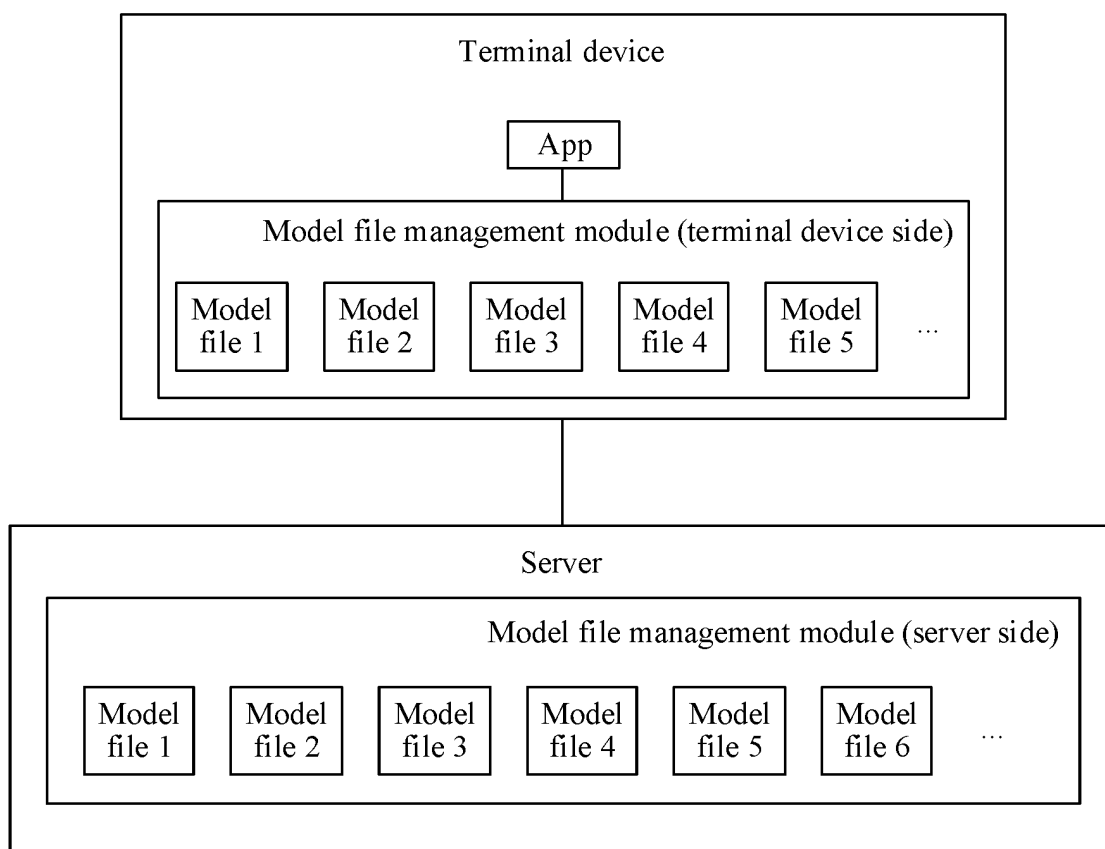 Terminal device
App
Model file management module (terminal device side)
Model Model Model Model Model
file 1 file 2 file 3 file 4 file 5 ...
Server
Model file management module (server side)
Model Model Model Model Model Model
file 1 file 2 file 3 file 4 file 5 file 6 ...